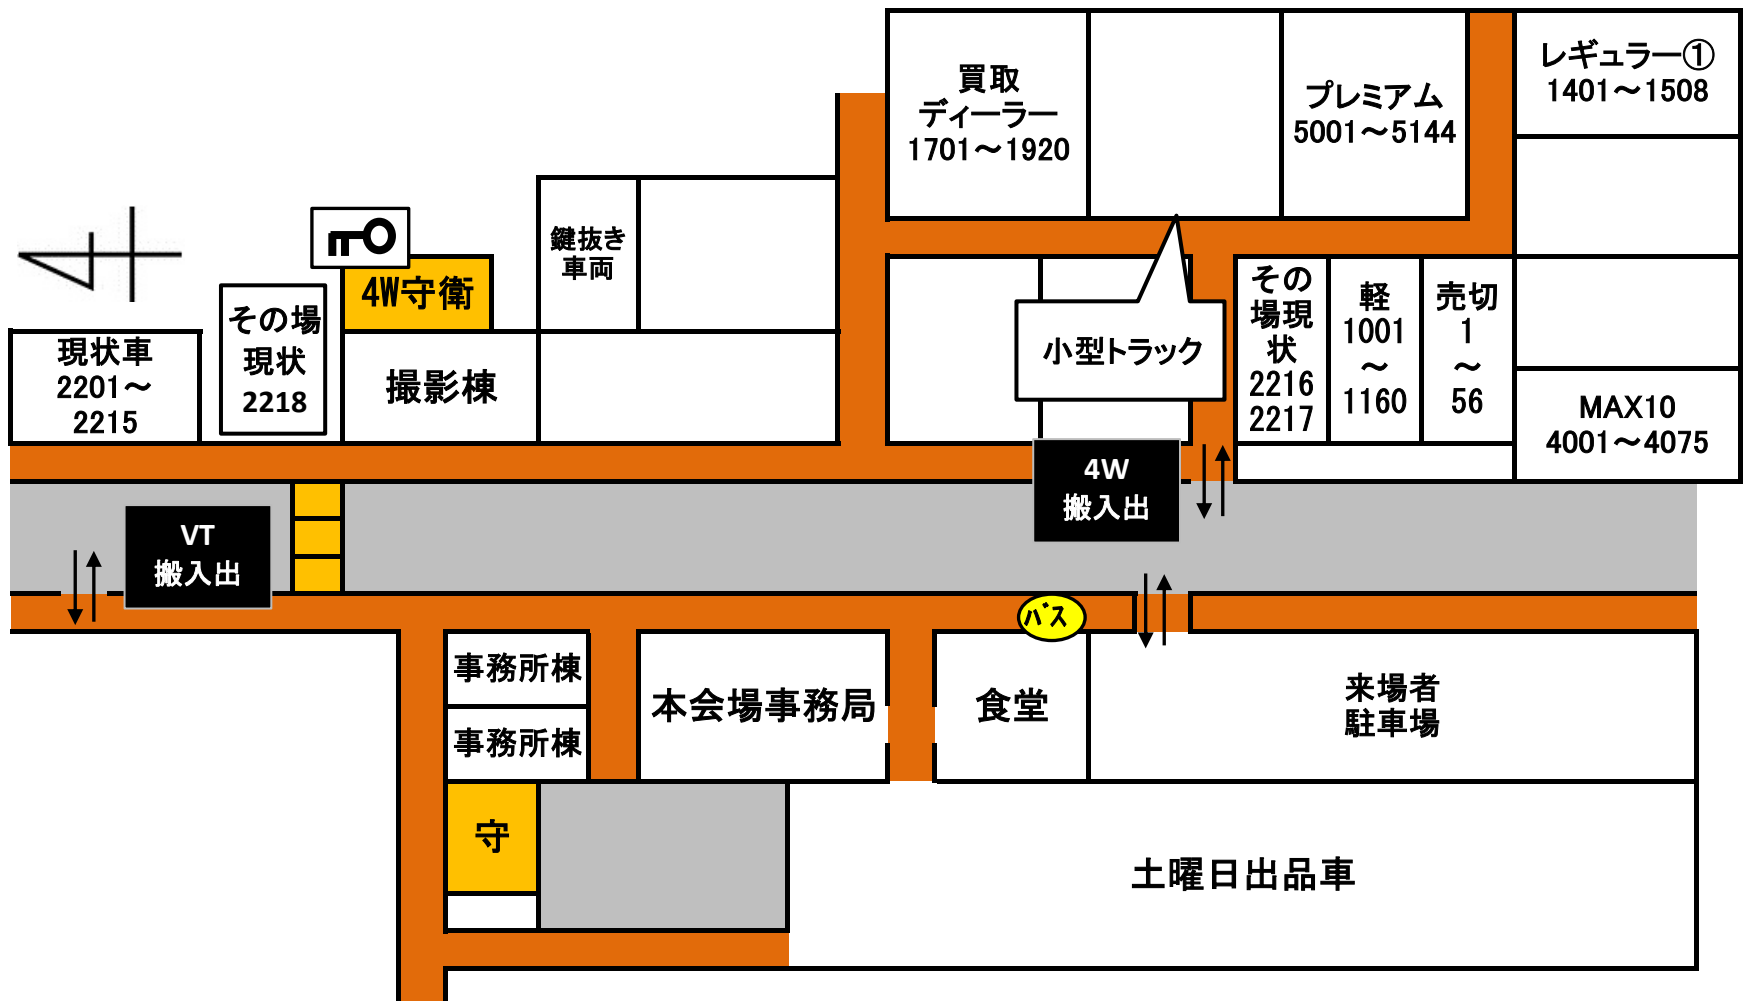 レギュラー①
1401～1508
買取
ディーラー
1701～1920
プレミアム
5001～5144
鍵抜き
車両
4W守衛
その場
現状
2218
現状車
2201～
2215
撮影棟
小型トラック
その
場現
状
2216
2217
軽
1001
～
1160
売切
1
～
56
MAX10
4001～4075
4W
搬入出
VT
搬入出
バス
事務所棟
事務所棟
本会場事務局
食堂
来場者
駐車場
守
土曜日出品車